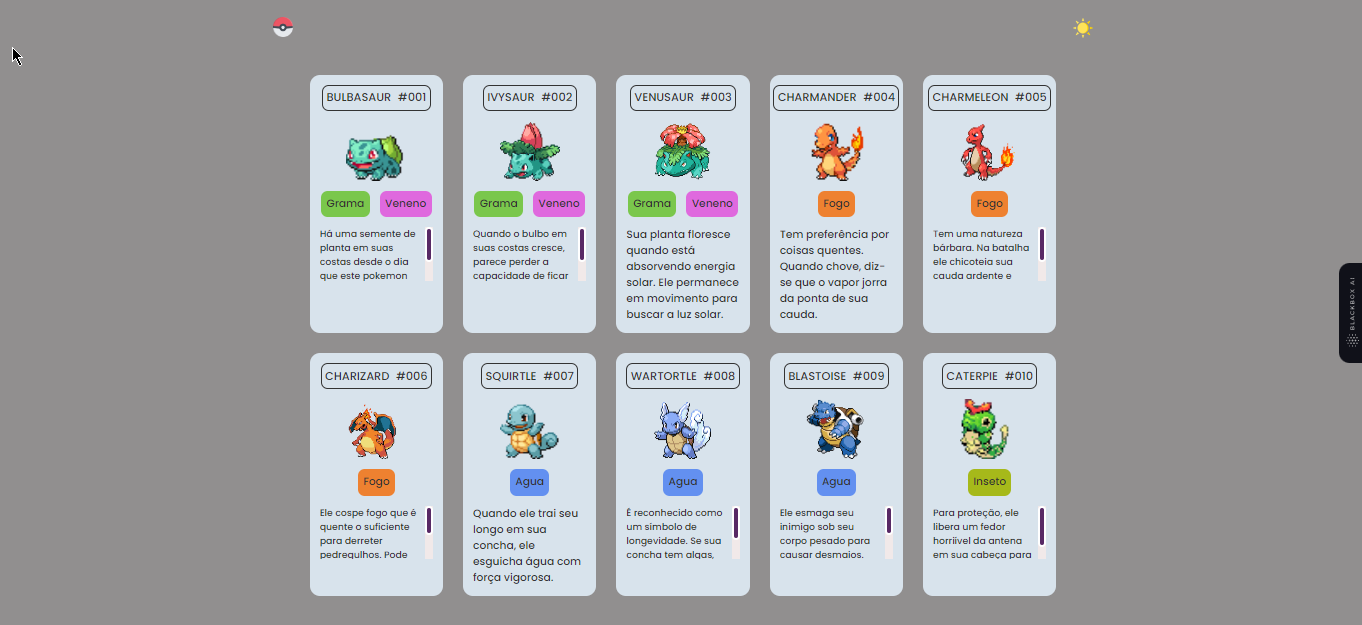 BULBASAUR #001
Grama Veneno
Há uma semente de
planta em suas
costas desde o dia
que este pokemon
IVYSAUR #002
Grama Veneno
Quando o bulbo em
suas costas cresce,
parece perder a
capacidade de ficar
VENUSAUR #003
Grama Veneno
Sua planta floresce
quando está
absorvendo energia
solar. Ele permanece
em movimento para
buscar a luz solar.
CHARMANDER #004
Fogo
Tem preferência por
coisas quentes.
Quando chove, diz-
se que o vapor jorra
da ponta de sua
cauda.
CHARMELEON #005
Fogo
Tem uma natureza
bárbara. Na batalha
ele chicoteia sua
cauda ardente e
CHARIZARD #006
Fogo
Ele cospe fogo que é
quente o suficiente
para derreter
pedregulhos. Pode
SQUIRTLE #007
Agua
Quando ele trai seu
longo em sua
concha, ele
esguicha água com
força vigorosa.
WARTORTLE #008
Agua
É reconhecido como
um símbolo de
longevidade. Se sua
concha tem algas,
BLASTOISE #009
Agua
Ele esmaga seu
inimigo sob seu
corpo pesado para
causar desmaios.
CATERPIE #010
Inseto
Para proteção, ele
libera um fedor
horriível da antena
em sua cabeça para
BLACKBOX AI